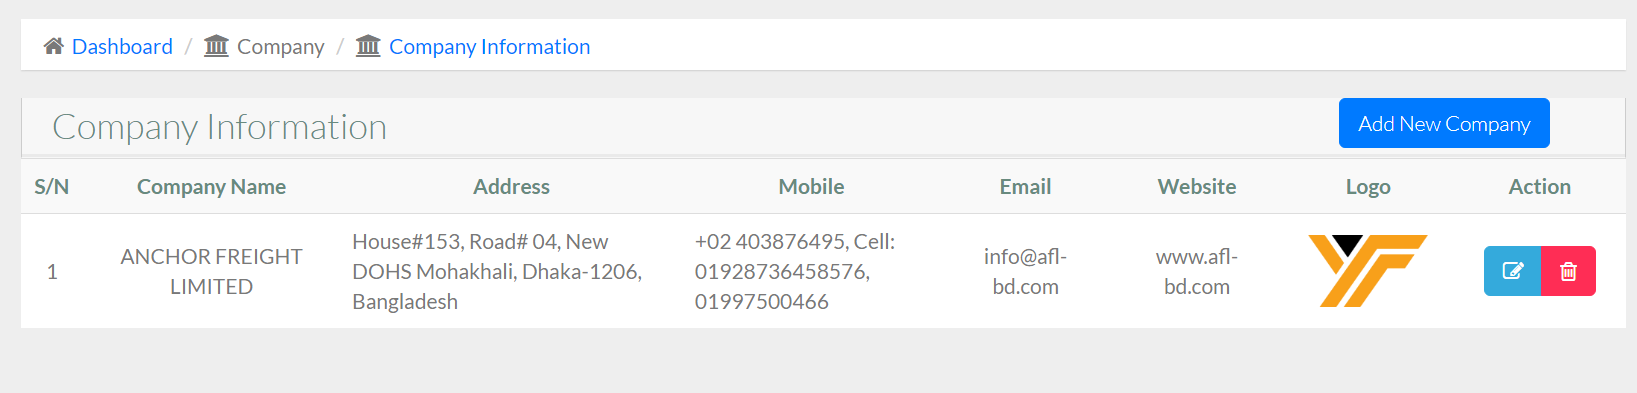 Dashboard / Company / Company Information
Company Information
Add New Company
S/N Company Name Address Mobile Email Website Logo Action
1
ANCHOR FREIGHT
LIMITED
House#153, Road# 04, New
DOHS Mohakhali, Dhaka-1206,
Bangladesh
+02 403876495, Cell:
01928736458576,
01997500466
info@afl-
bd.com
www.afl-
bd.com